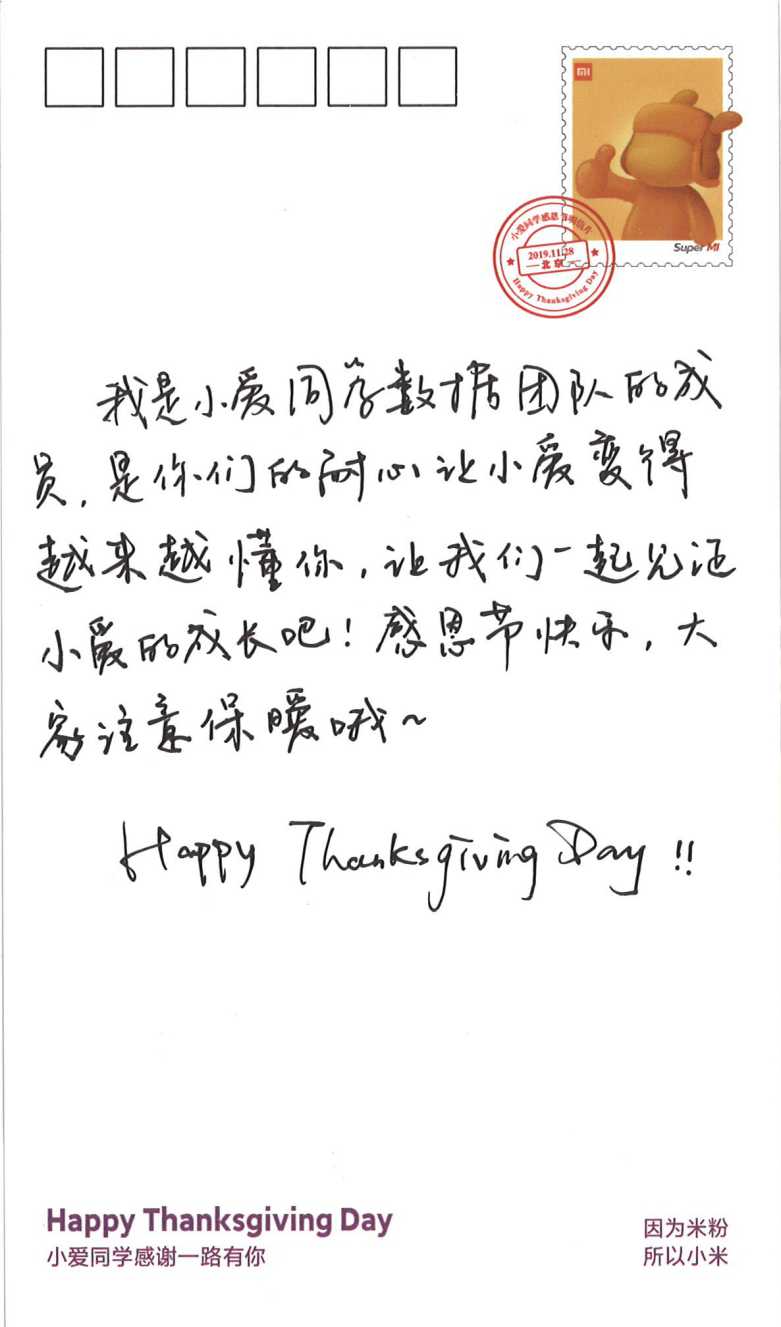 MI
Super MI
小爱同学感恩节明信片
2019.11.28
北京
Happy Thanksgiving Day
我是小爱同学数据团队的成
员，是你们的耐心让小爱变得
越来越懂你，让我们一起见证
小爱的成长吧！感恩节快乐，大
家注意保暖哦~
Happy Thanksgiving Day !!
Happy Thanksgiving Day
小爱同学感谢一路有你
因为米粉
所以小米